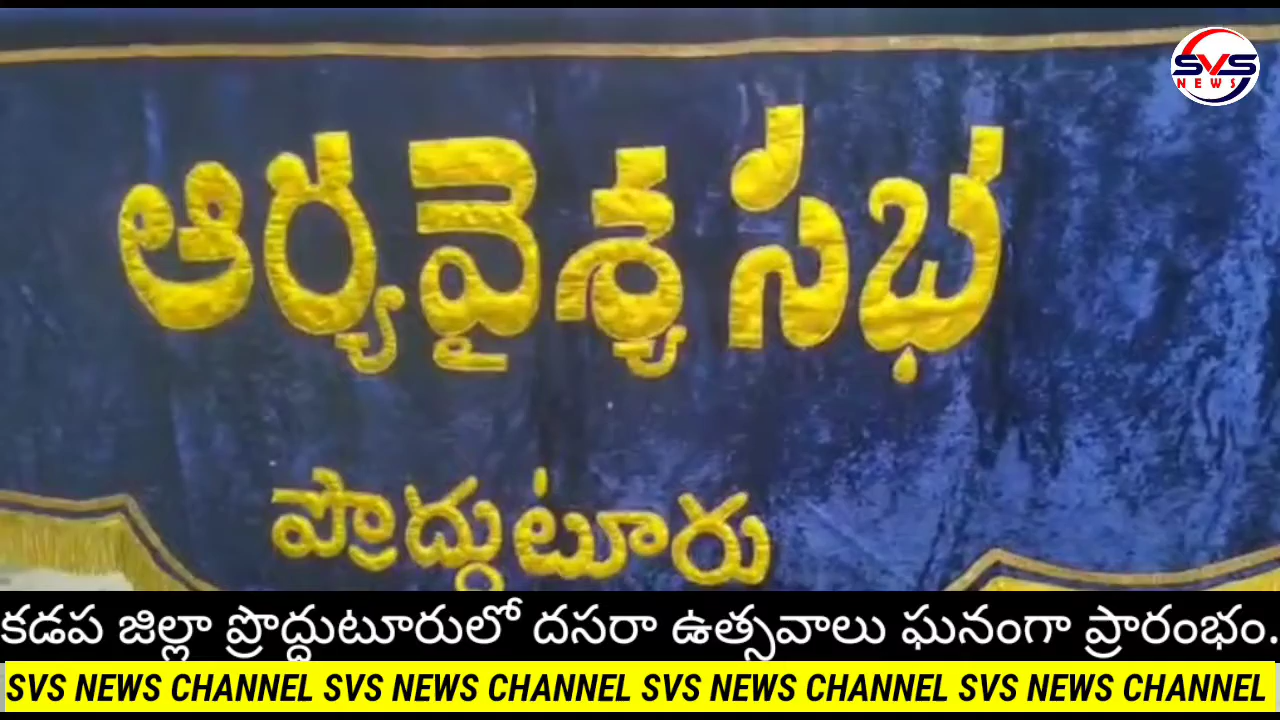 SVS
NEWS
ఆర్యవైశ్య సభ
ప్రొద్దుటూరు
కడప జిల్లా ప్రొద్దుటూరులో దసరా ఉత్సవాలు ఘనంగా ప్రారంభం.
SVS NEWS CHANNEL SVS NEWS CHANNEL SVS NEWS CHANNEL SVS NEWS CHANNEL